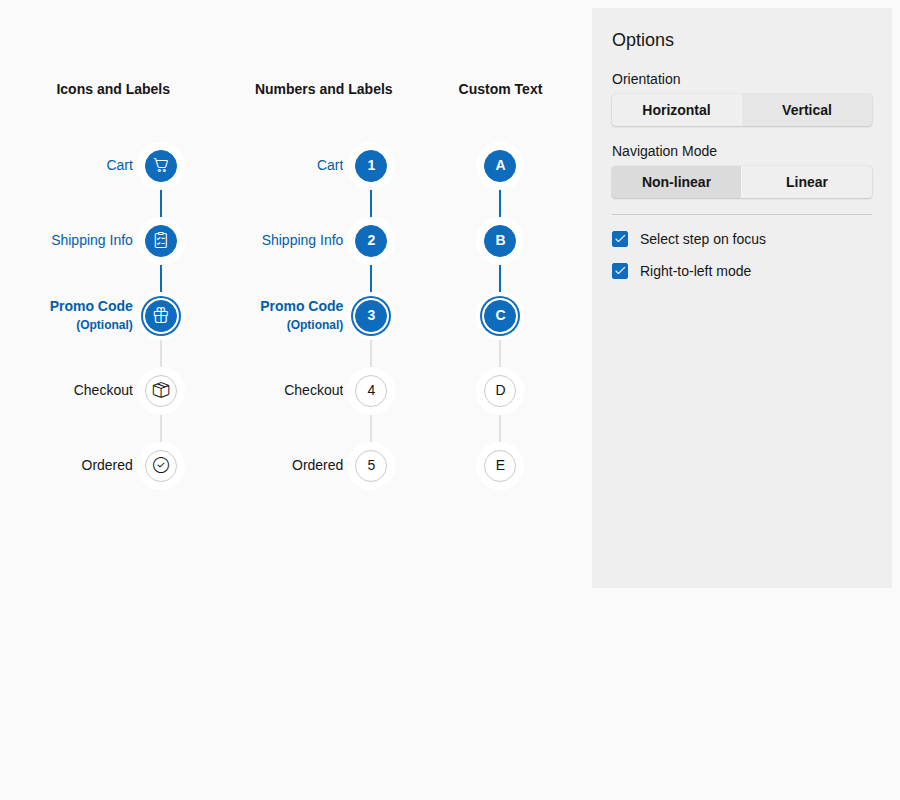 Icons and Labels
Cart
Shipping Info
Promo Code
(Optional)
Checkout
Ordered
Numbers and Labels
Cart 1
Shipping Info 2
Promo Code
(Optional) 3
Checkout 4
Ordered 5
Custom Text
A
B
C
D
E
Options
Orientation
Horizontal Vertical
Navigation Mode
Non-linear Linear
Select step on focus
Right-to-left mode